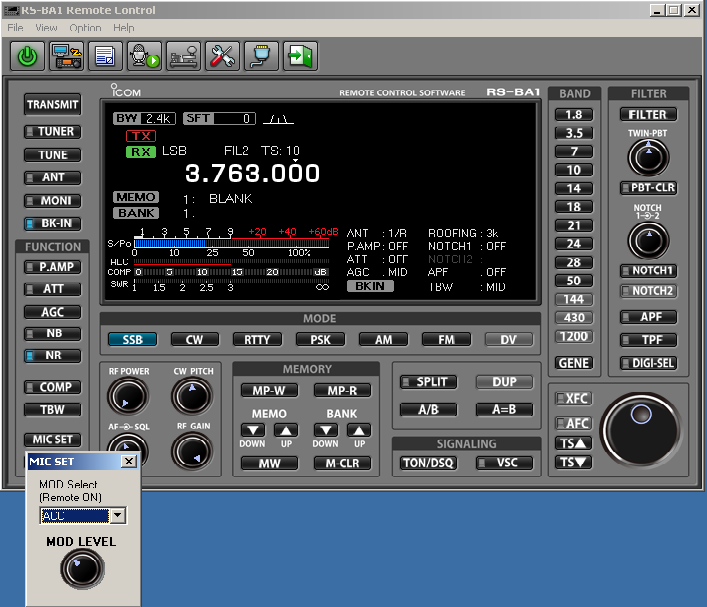 RS-BA1 Remote Control
File View Option Help
ICOM REMOTE CONTROL SOFTWARE RS-BA1
TRANSMIT
TUNER
TUNE
ANT
MONI
BK-IN
FUNCTION
P.AMP
ATT
AGC
NB
NR
COMP
TBW
MIC SET
BW 2.4k SFT 0
TX
RX LSB FIL2 TS: 10
3.763.000
MEMO 1: BLANK
BANK 1
1 3 5 7 9 +20 +40 +60dB
S/Po
0 10 25 50 100%
ALC
COMP 0 5 10 15 20 dB
SWR 1 1.5 2 2.5 3 ∞
ANT : 1/R ROOFING : 3k
P.AMP : OFF NOTCH1 : OFF
ATT : OFF NOTCH2 :
AGC : MID APF : OFF
BKIN TBW : MID
MODE
SSB CW RTTY PSK AM FM DV
RF POWER CW PITCH
AF SQL RF GAIN
MEMORY
MP-W MP-R
MEMO BANK
DOWN UP DOWN UP
MW M-CLR
SPLIT DUP
A/B A=B
SIGNALING
TON/DSQ VSC
BAND
1.8
3.5
7
10
14
18
21
24
28
50
144
430
1200
GENE
FILTER
FILTER
TWIN-PBT
PBT-CLR
NOTCH
1 2
NOTCH1
NOTCH2
APF
TPF
DIGI-SEL
XFC
AFC
TS▲
TS▼
MIC SET
MOD Select
(Remote ON)
ACC
MOD LEVEL